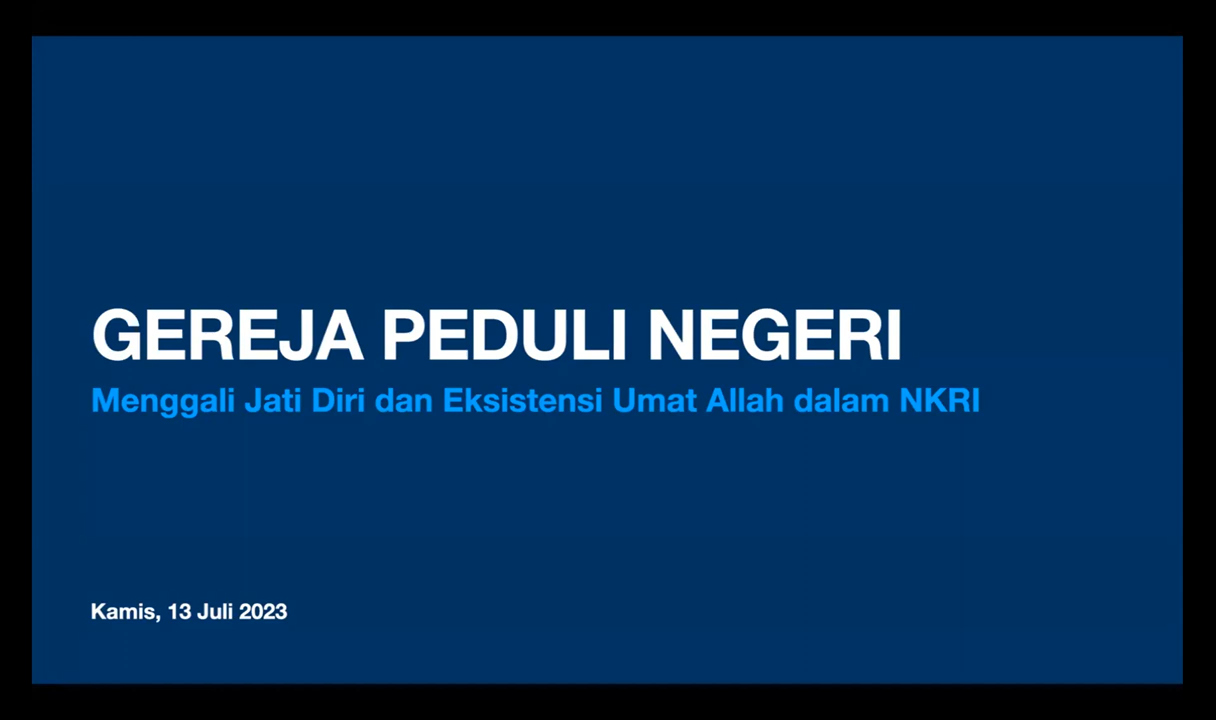 GEREJA PEDULI NEGERI
Menggali Jati Diri dan Eksistensi Umat Allah dalam NKRI
Kamis, 13 Juli 2023